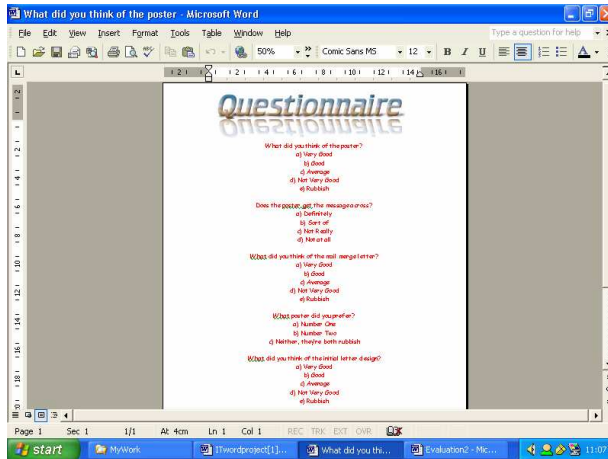 What did you think of the poster - Microsoft Word
File Edit View Insert Format Tools Table Window Help
Type a question for help
50%
Comic Sans MS
12
B I U
Questionnaire
What did you think of the poster?
a) Very Good
b) Good
c) Average
d) Not Very Good
e) Rubbish
Does the poster get the message across?
a) Definitely
b) Sort of
c) Not Really
d) Not at all
What did you think of the mail merge letter?
a) Very Good
b) Good
c) Average
d) Not Very Good
e) Rubbish
What poster did you prefer?
a) Number One
b) Number Two
c) Neither, they're both rubbish
What did you think of the initial letter design?
a) Very Good
b) Good
c) Average
d) Not Very Good
e) Rubbish
Page 1 Sec 1 1/1 At 4cm Ln 1 Col 1 REC TRK EXT OVR
start
MyWork
ITwordproject[1]...
What did you thi...
Evaluation2 - Mic...
11:07